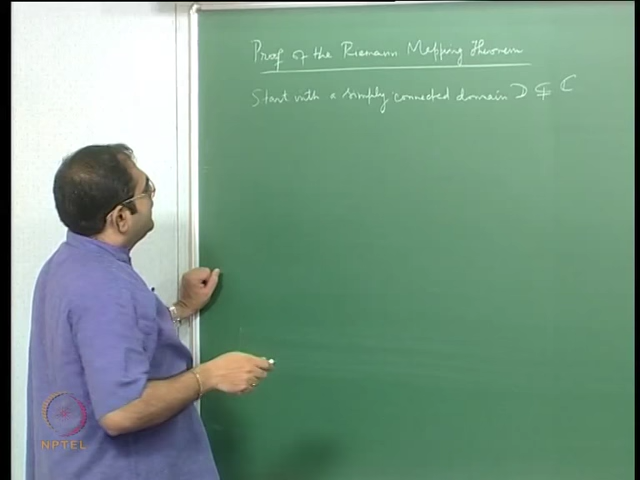 Proof of the Riemann Mapping Theorem
Start with a simply connected domain D ⊊ ℂ
NPTEL